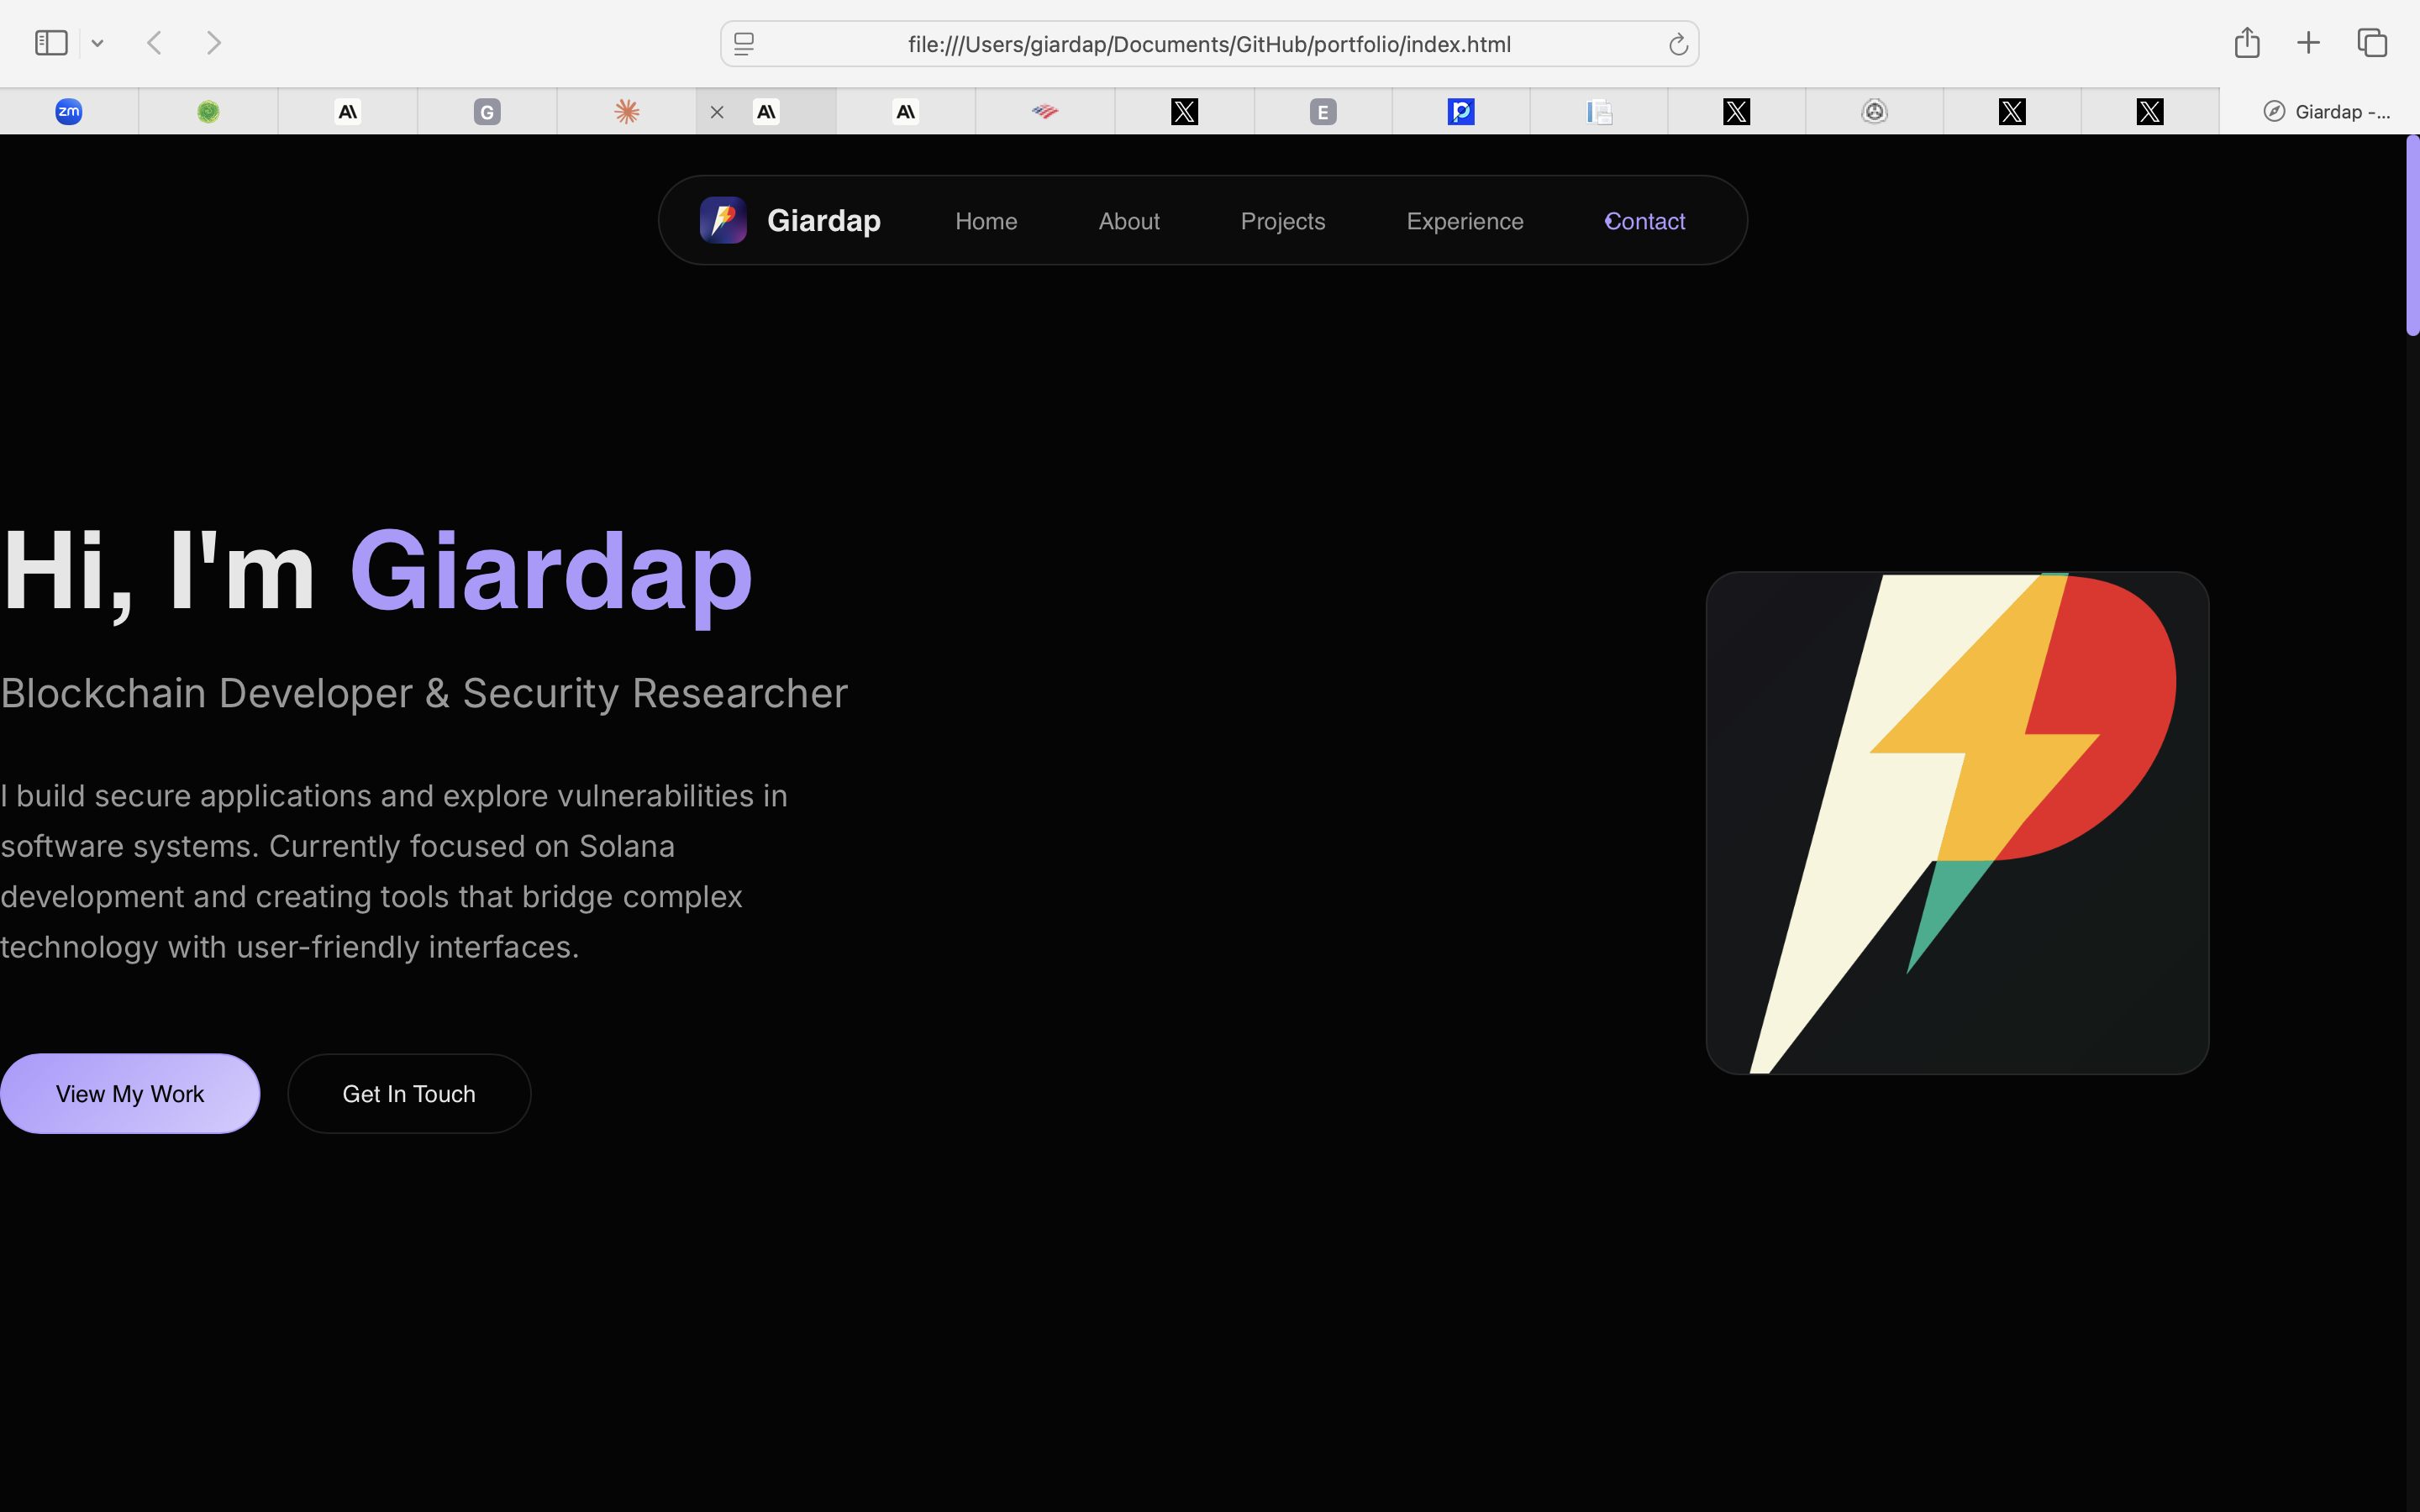 file:///Users/giardap/Documents/GitHub/portfolio/index.html
zm
A\
G
A\
A\
X
E
X
X
X
Giardap -...
Giardap
Home
About
Projects
Experience
Contact
Hi, I'm Giardap
Blockchain Developer & Security Researcher
I build secure applications and explore vulnerabilities in
software systems. Currently focused on Solana
development and creating tools that bridge complex
technology with user-friendly interfaces.
View My Work
Get In Touch